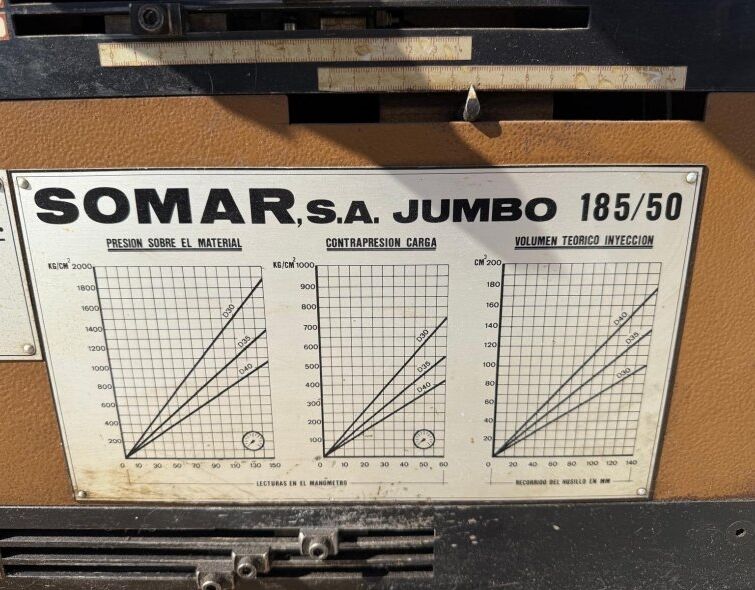 SOMAR, S.A. JUMBO 185/50
PRESION SOBRE EL MATERIAL
KG/CM² 2000
1800
1600
1400
1200
1000
800
600
400
200
D30
D35
D40
0 10 30 50 70 90 110 130 150
CONTRAPRESION CARGA
KG/CM² 1000
900
800
700
600
500
400
300
200
100
D30
D35
D40
0 10 20 30 40 50 60
LECTURAS EN EL MANOMETRO
VOLUMEN TEORICO INYECCION
CM³ 200
180
160
140
120
100
80
60
40
20
D40
D35
D30
0 20 40 60 80 100 120 140
RECORRIDO DEL HUSILLO EN MM